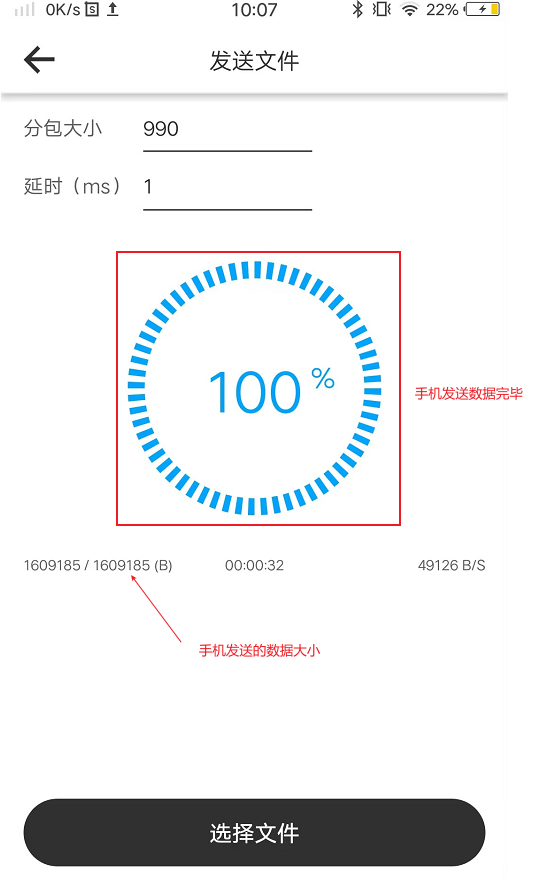 0K/s 10:07 22%
发送文件
分包大小 990
延时（ms） 1
100 %
手机发送数据完毕
1609185 / 1609185 (B) 00:00:32 49126 B/S
手机发送的数据大小
选择文件